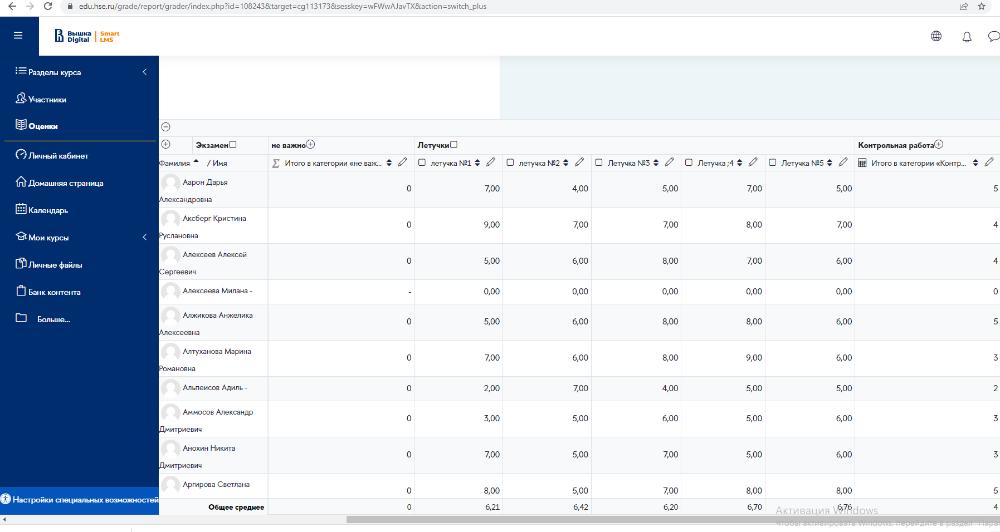 edu.hse.ru/grade/report/grader/index.php?id=108243&target=cg113173&sesskey=wFWwAJavTX&action=switch_plus
Вышка Digital | Smart LMS
Разделы курса
Участники
Оценки
Личный кабинет
Домашняя страница
Календарь
Мои курсы
Личные файлы
Банк контента
Больше...
Настройки специальных возможностей
Экзамен не важно Летучки Контрольная работа
Фамилия / Имя Итого в категории «не важ... летучка №1 летучка №2 Летучка №3 Летучка ;4 Летучка №5 Итого в категории «Контр...
Аарон Дарья Александровна 0 7,00 4,00 5,00 7,00 5,00 5
Аксберг Кристина Руслановна 0 9,00 7,00 7,00 8,00 7,00 4
Алексеев Алексей Сергеевич 0 5,00 6,00 8,00 7,00 6,00 4
Алексеева Милана - - 0,00 0,00 0,00 0,00 0,00 0
Алжикова Анжелика Алексеевна 0 5,00 6,00 8,00 8,00 6,00 5
Алтуханова Марина Романовна 0 7,00 6,00 8,00 9,00 6,00 3
Альпеисов Адиль - 0 2,00 7,00 4,00 5,00 5,00 2
Аммосов Александр Дмитриевич 0 3,00 5,00 6,00 5,00 6,00 3
Анохин Никита Дмитриевич 0 7,00 5,00 7,00 5,00 6,00 3
Аргирова Светлана 0 8,00 5,00 7,00 8,00 8,00 5
Общее среднее 0 6,21 6,42 6,20 6,70 6,76 4
Активация Windows
Чтобы активировать Windows, перейдите в раздел "Пара